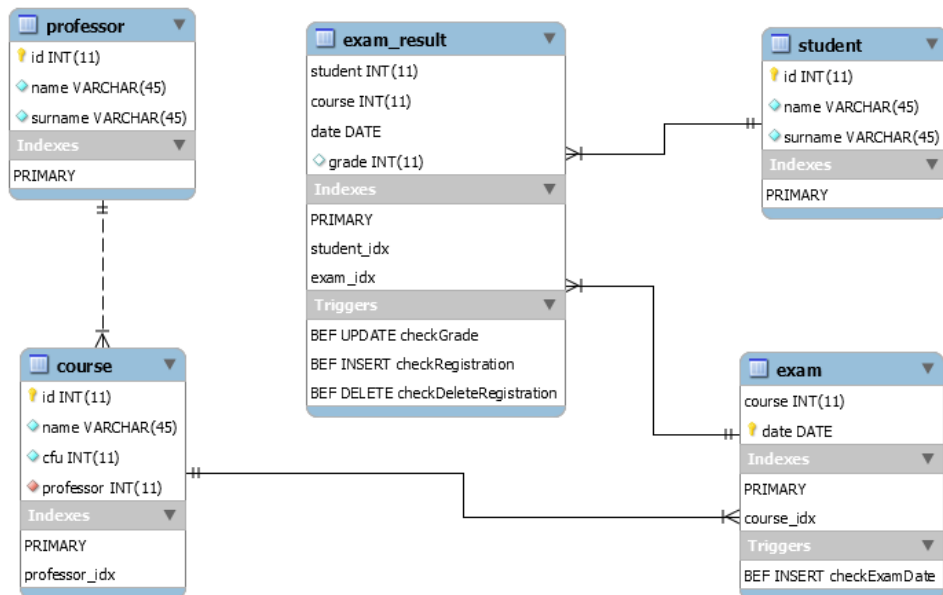 professor
id INT(11)
name VARCHAR(45)
surname VARCHAR(45)
Indexes
PRIMARY
exam_result
student INT(11)
course INT(11)
date DATE
grade INT(11)
Indexes
PRIMARY
student_idx
exam_idx
Triggers
BEF UPDATE checkGrade
BEF INSERT checkRegistration
BEF DELETE checkDeleteRegistration
student
id INT(11)
name VARCHAR(45)
surname VARCHAR(45)
Indexes
PRIMARY
course
id INT(11)
name VARCHAR(45)
cfu INT(11)
professor INT(11)
Indexes
PRIMARY
professor_idx
exam
course INT(11)
date DATE
Indexes
PRIMARY
course_idx
Triggers
BEF INSERT checkExamDate